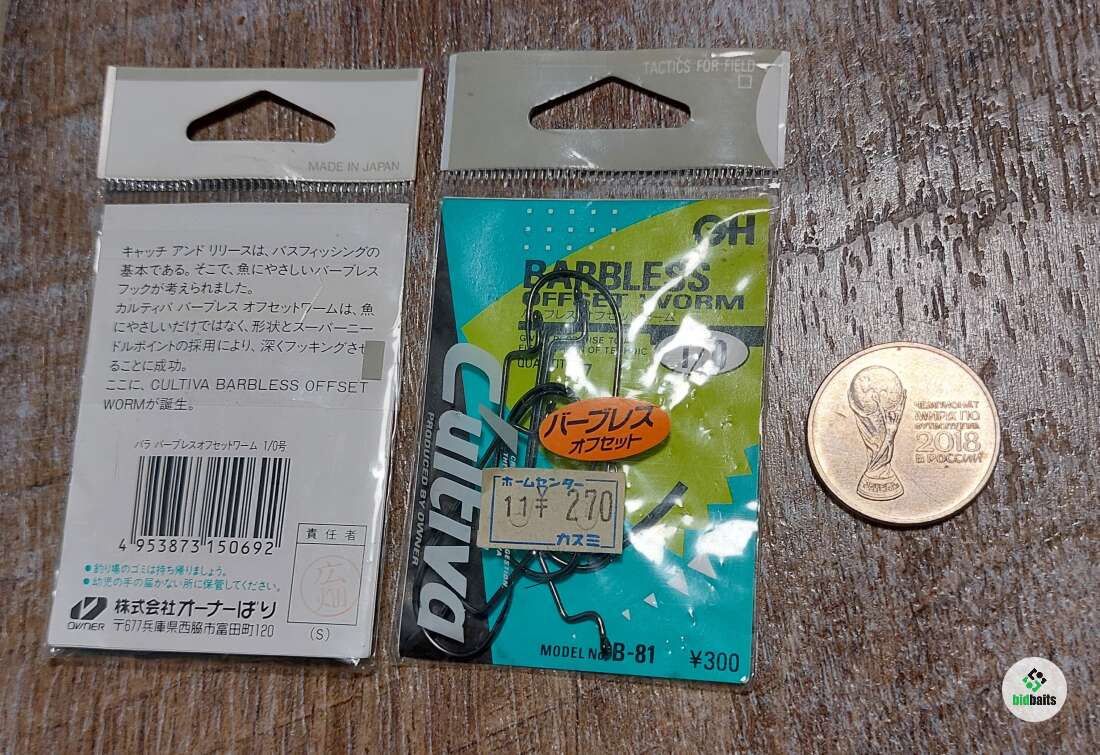 MADE IN JAPAN
キャッチ アンド リリースは、バスフィッシングの
基本である。そこで、魚にやさしいバーブレス
フックが考えられました。
カルティバ バーブレス オフセットワームは、魚
にやさしいだけではなく、形状とスーパーニー
ドルポイントの採用により、深くフッキングさせ
ることに成功。
ここに、CULTIVA BARBLESS OFFSET
WORMが誕生。
バラ バーブレスオフセットワーム 1/0号
4 953873 150692
責任者
(S)
●釣り場のゴミは持ち帰りましょう。
●幼児の手の届かない所に保管してください。
OWNER
株式会社オーナーばり
〒677兵庫県西脇市富田町120
TACTICS FOR FIELD
OH
BARBLESS
OFFSET WORM
Cultiva
PRODUCED BY OWNER
バーブレス
オフセット
ホームセンター
11 ¥ 270
カスミ
MODEL No. B-81
¥300
ЧЕМПИОНАТ
МИРА ПО
ФУТБОЛУ FIFA
2018
В РОССИИ
bidbaits